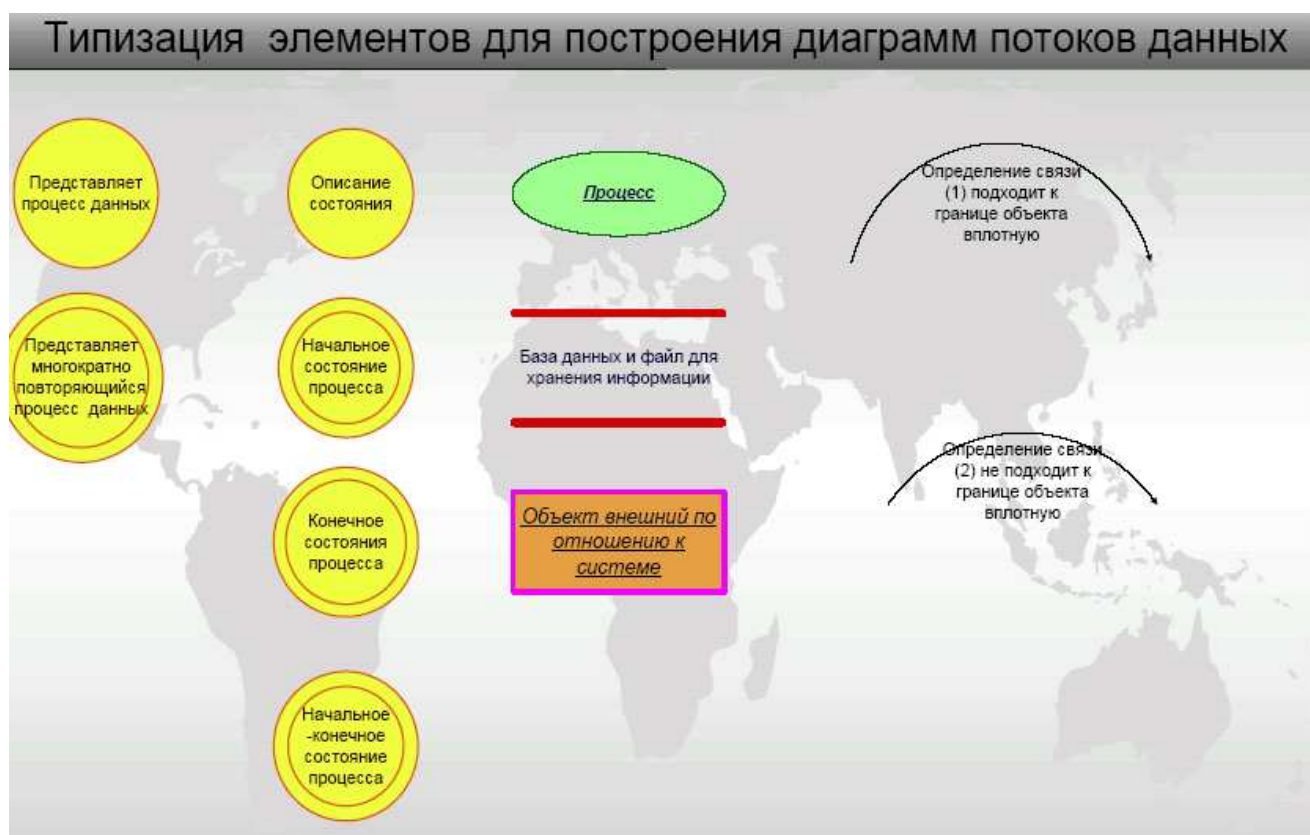 Типизация элементов для построения диаграмм потоков данных
Представляет
процесс данных
Описание
состояния
Процесс
Определение связи
(1) подходит к
границе объекта
вплотную
Представляет
многократно
повторяющийся
процесс данных
Начальное
состояние
процесса
База данных и файл для
хранения информации
Определение связи
(2) не подходит к
границе объекта
вплотную
Конечное
состояния
процесса
Объект внешний по
отношению к
системе
Начальное
-конечное
состояние
процесса